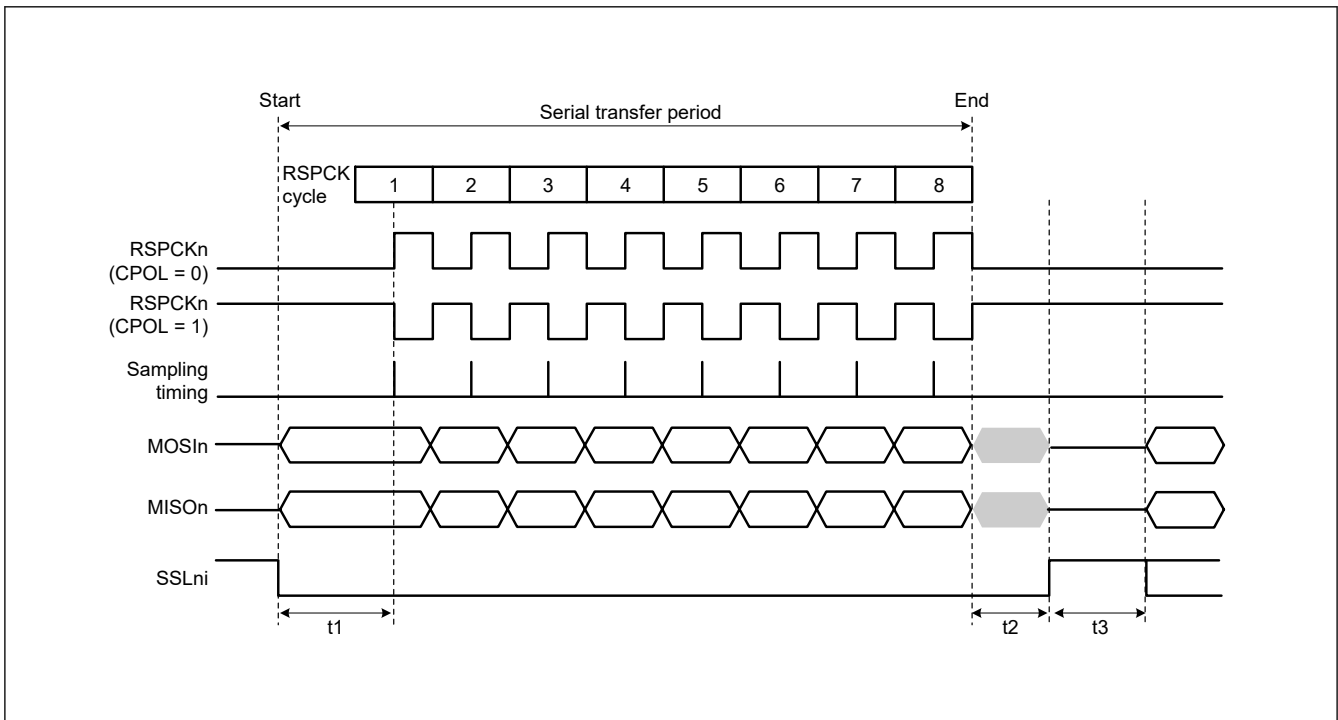 Start
End
Serial transfer period
RSPCK
cycle
1 2 3 4 5 6 7 8
RSPCKn
(CPOL = 0)
RSPCKn
(CPOL = 1)
Sampling
timing
MOSIn
MISOn
SSLni
t1
t2
t3